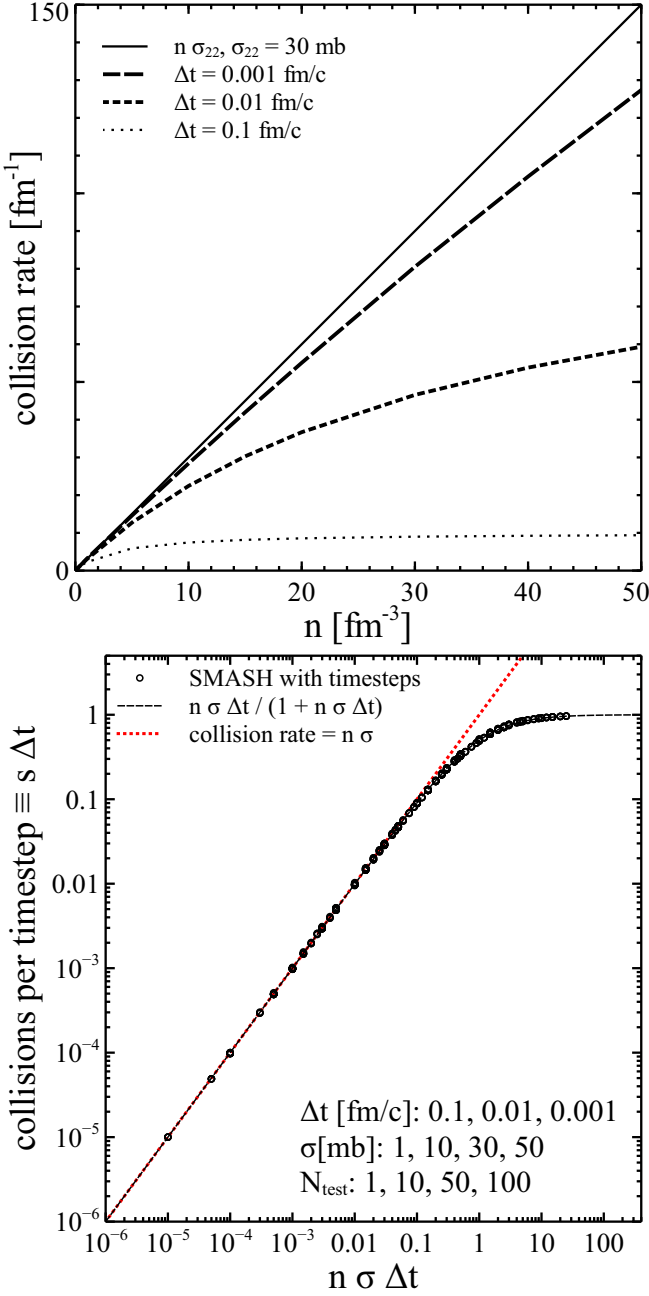 150
n σ₂₂, σ₂₂ = 30 mb
Δt = 0.001 fm/c
Δt = 0.01 fm/c
Δt = 0.1 fm/c
collision rate [fm⁻¹]
0
0 10 20 30 40 50
n [fm⁻³]
SMASH with timesteps
n σ Δt / (1 + n σ Δt)
collision rate = n σ
collisions per timestep ≡ s Δt
1
0.1
0.01
10⁻³
10⁻⁴
10⁻⁵
10⁻⁶
Δt [fm/c]: 0.1, 0.01, 0.001
σ[mb]: 1, 10, 30, 50
Nₜₑₛₜ: 1, 10, 50, 100
10⁻⁶ 10⁻⁵ 10⁻⁴ 10⁻³ 0.01 0.1 1 10 100
n σ Δt